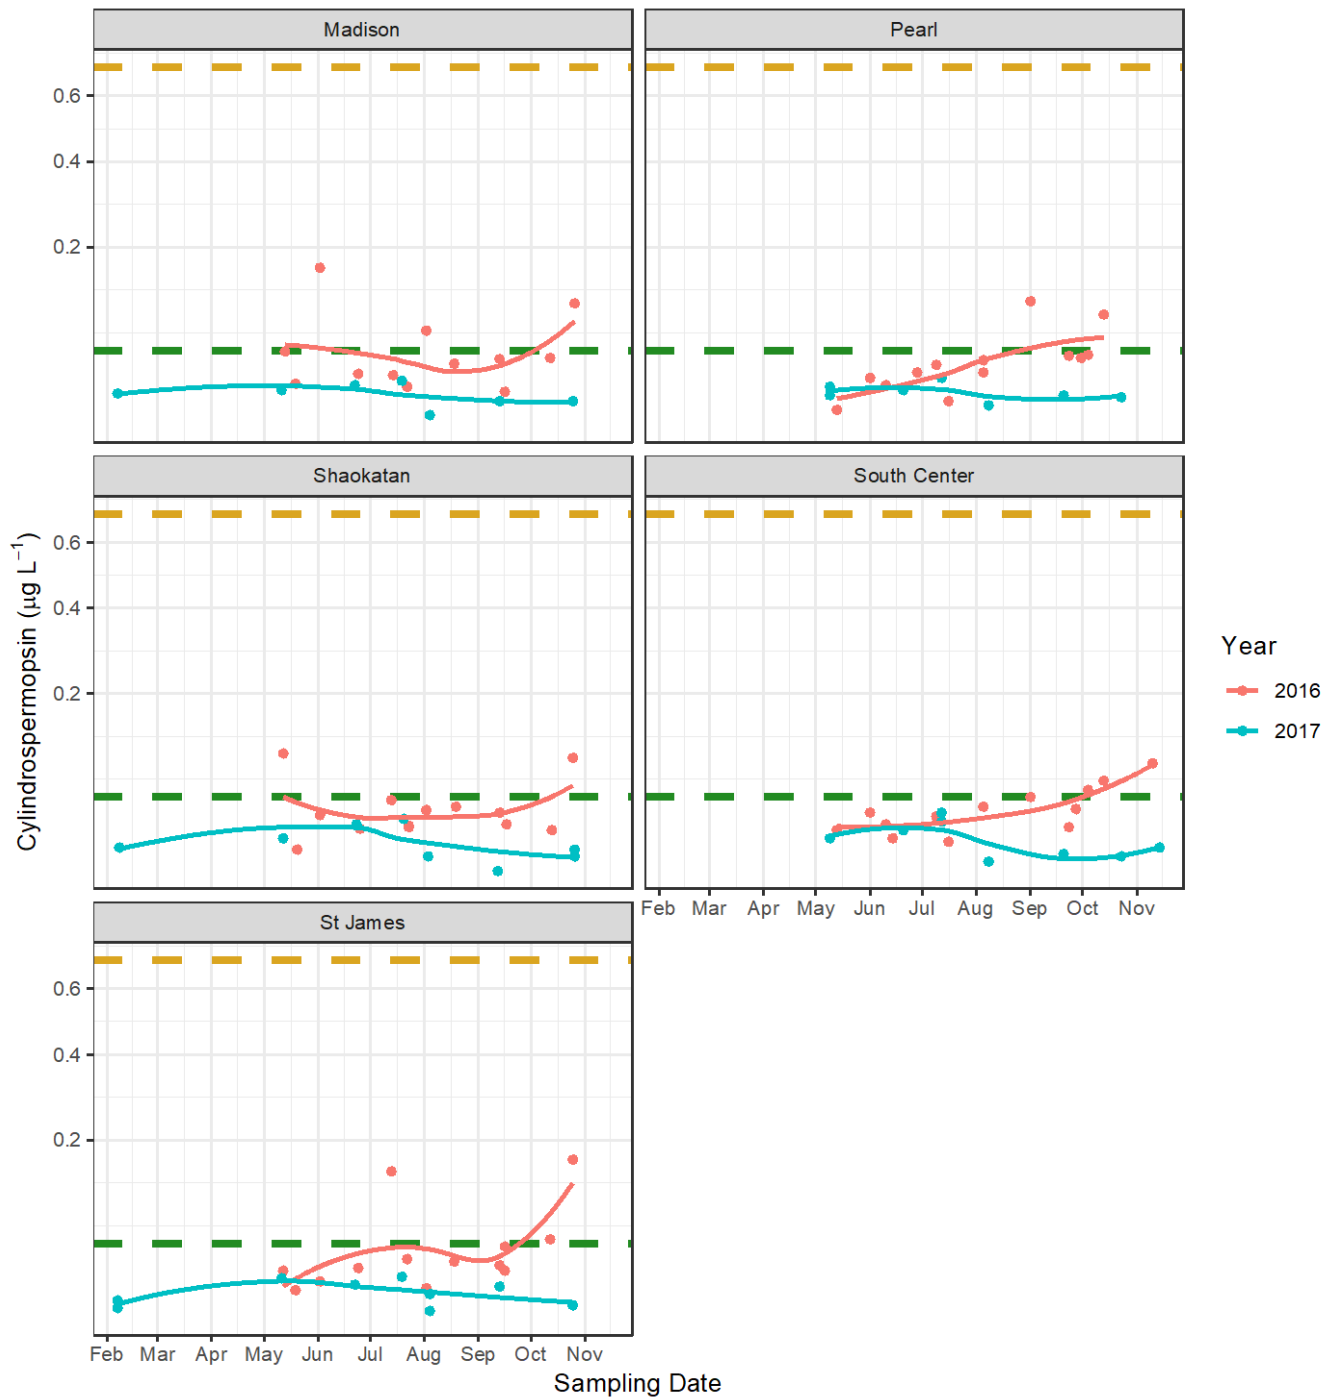 Madison
Pearl
0.6
0.4
0.2
Shaokatan
South Center
0.6
0.4
0.2
Feb Mar Apr May Jun Jul Aug Sep Oct Nov
St James
0.6
0.4
0.2
Feb Mar Apr May Jun Jul Aug Sep Oct Nov
Sampling Date
Cylindrospermopsin (µg L⁻¹)
Year
2016
2017